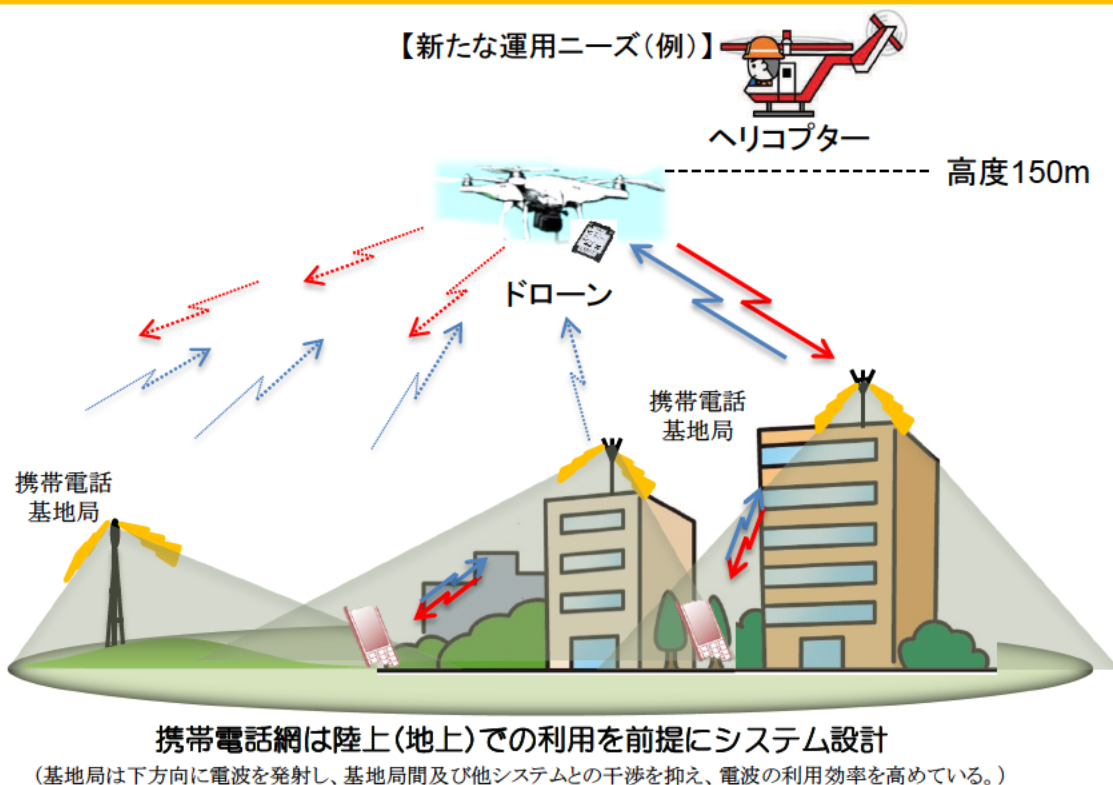 【新たな運用ニーズ（例）】
ヘリコプター
高度150m
ドローン
携帯電話
基地局
携帯電話
基地局
携帯電話網は陸上（地上）での利用を前提にシステム設計
（基地局は下方向に電波を発射し、基地局間及び他システムとの干渉を抑え、電波の利用効率を高めている。）